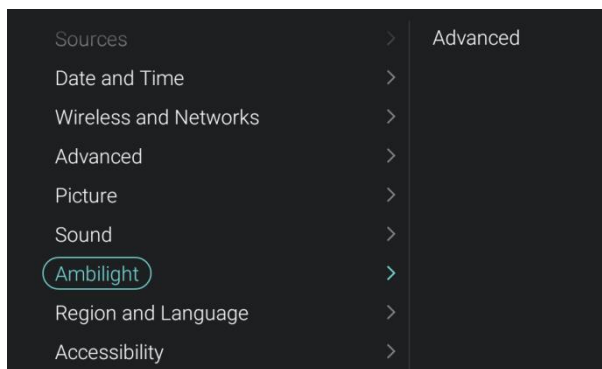 Sources
Date and Time
Wireless and Networks
Advanced
Picture
Sound
Ambilight
Region and Language
Accessibility
Advanced